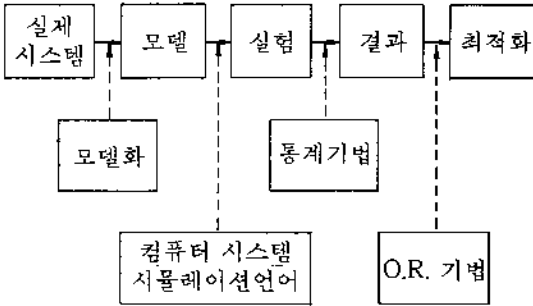 실제
시스템
모델
실험
결과
최적화
모델화
통계기법
컴퓨터 시스템
시뮬레이션언어
O.R. 기법